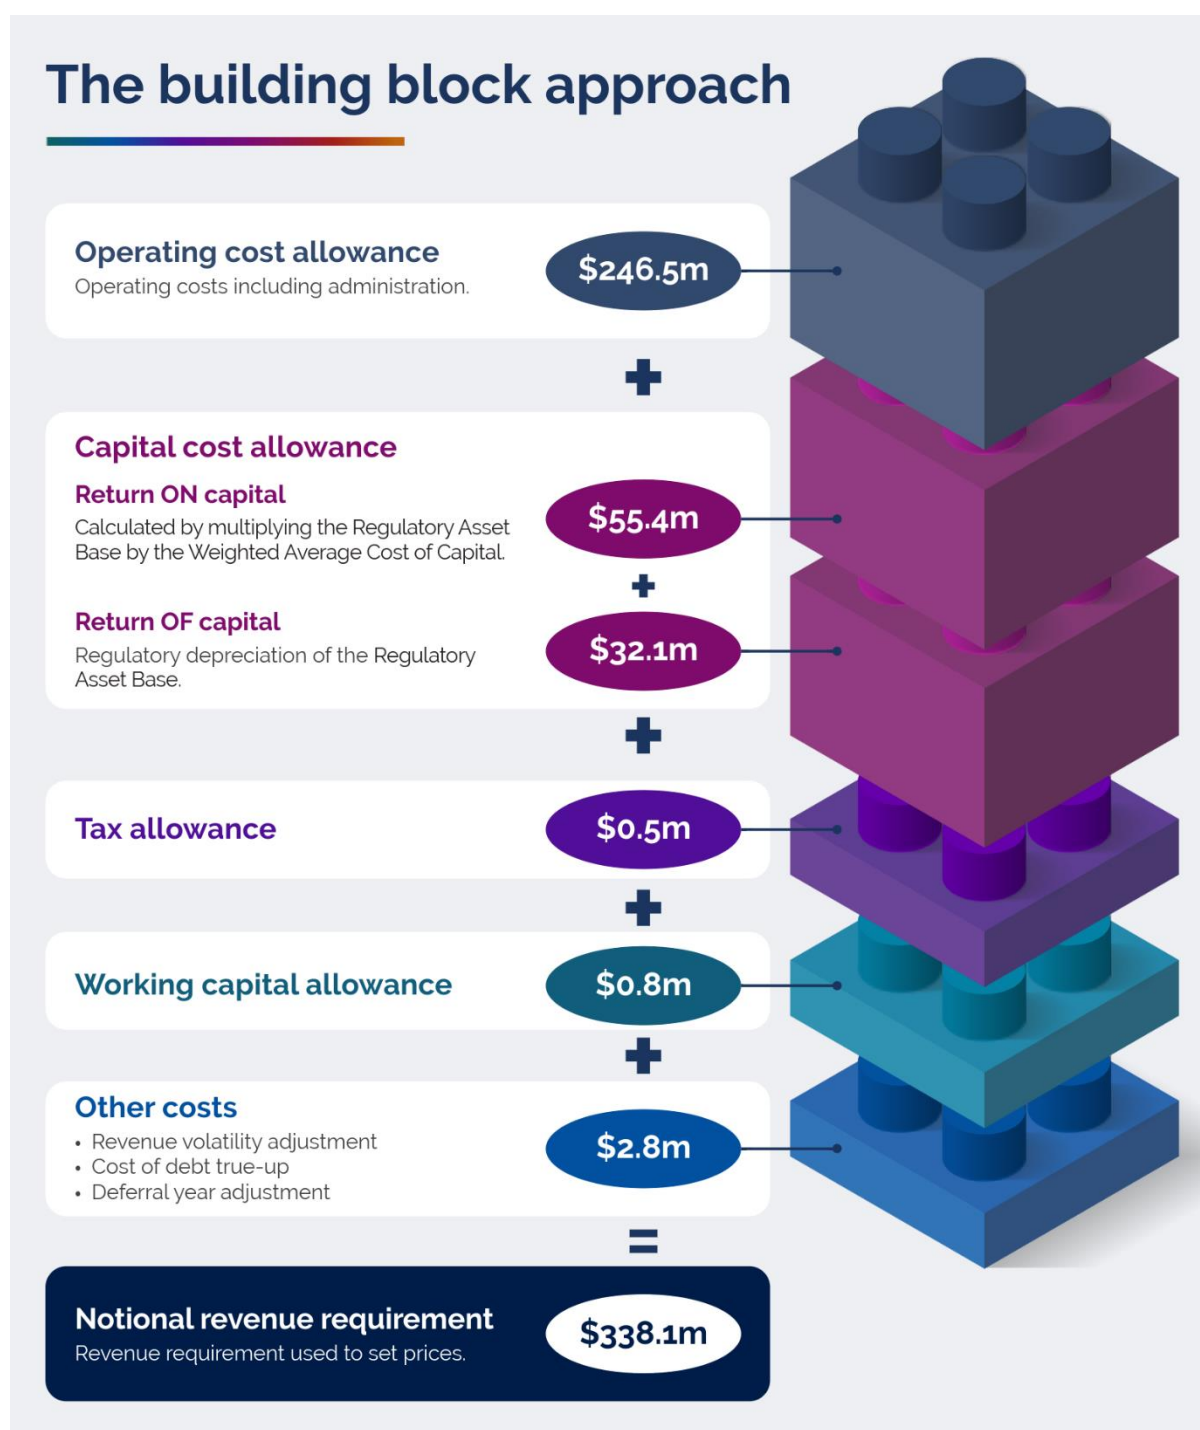 The building block approach
Operating cost allowance
Operating costs including administration.
$246.5m
+
Capital cost allowance
Return ON capital
Calculated by multiplying the Regulatory Asset
Base by the Weighted Average Cost of Capital.
$55.4m
+
Return OF capital
Regulatory depreciation of the Regulatory
Asset Base.
$32.1m
+
Tax allowance
$0.5m
+
Working capital allowance
$0.8m
+
Other costs
• Revenue volatility adjustment
• Cost of debt true-up
• Deferral year adjustment
$2.8m
=
Notional revenue requirement
Revenue requirement used to set prices.
$338.1m